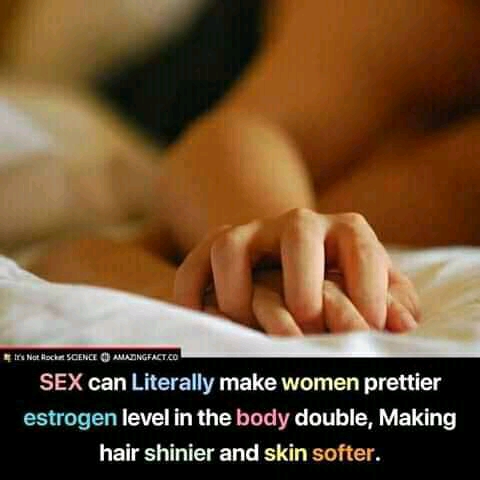 It's Not Rocket SCIENCE AMAZINGFACT.CO
SEX can Literally make women prettier
estrogen level in the body double, Making
hair shinier and skin softer.